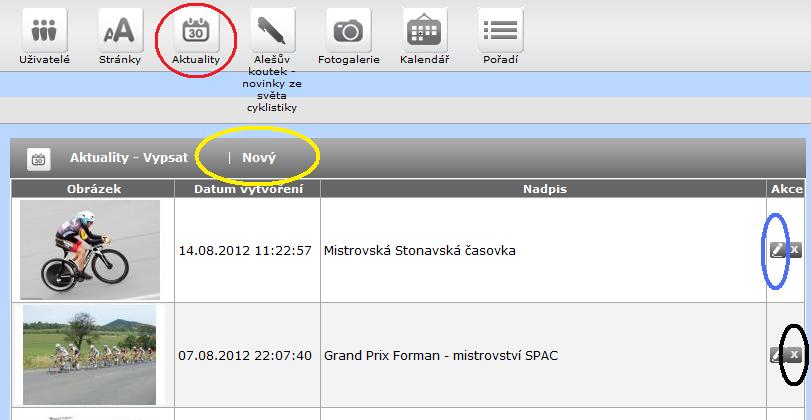 30
Uživatelé
AA
Stránky
Aktuality
Alešův
koutek -
novinky ze
světa
cyklistiky
Fotogalerie
Kalendář
Pořadí
30
Aktuality - Vypsat | Nový
Obrázek Datum vytvoření Nadpis Akce
14.08.2012 11:22:57 Mistrovská Stonavská časovka
07.08.2012 22:07:40 Grand Prix Forman - mistrovství SPAC